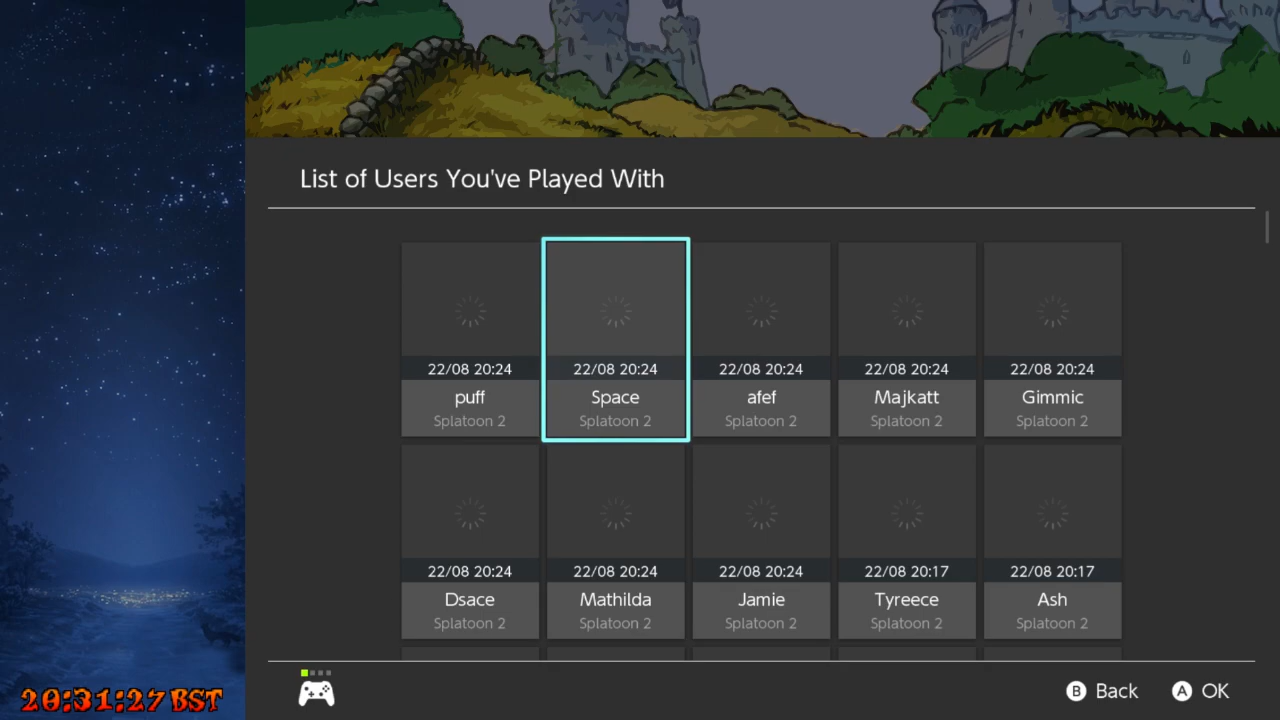 List of Users You've Played With
22/08 20:24 22/08 20:24 22/08 20:24 22/08 20:24 22/08 20:24
puff Space afef Majkatt Gimmic
Splatoon 2 Splatoon 2 Splatoon 2 Splatoon 2 Splatoon 2
22/08 20:24 22/08 20:24 22/08 20:24 22/08 20:17 22/08 20:17
Dsace Mathilda Jamie Tyreece Ash
Splatoon 2 Splatoon 2 Splatoon 2 Splatoon 2 Splatoon 2
20:31:27 BST
B Back A OK